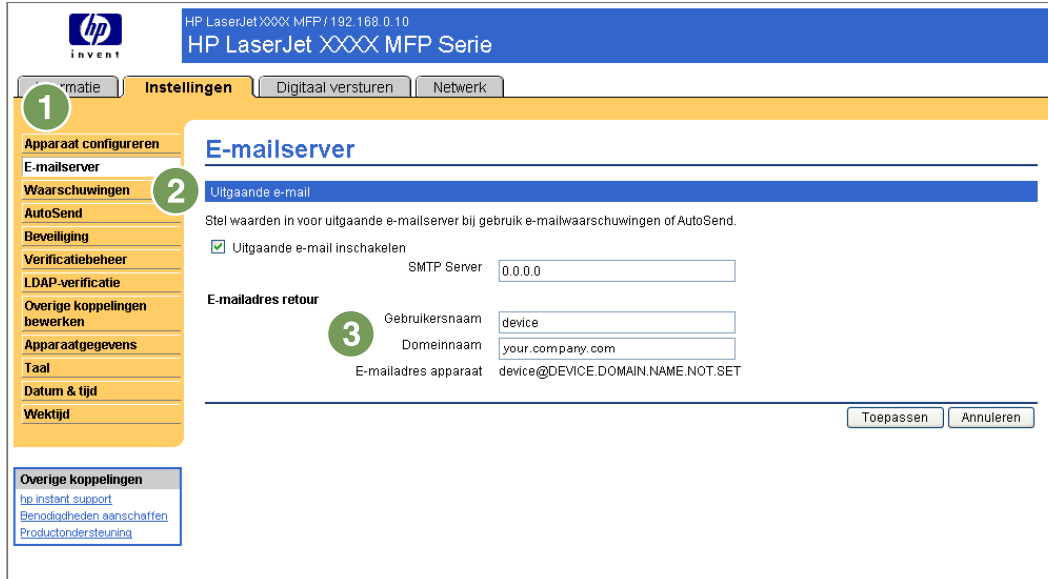 hp
invent
HP LaserJet XXXX MFP / 192.168.0.10
HP LaserJet XXXX MFP Serie
Instellingen
Digitaal versturen
Netwerk
1
Apparaat configureren
E-mailserver
Waarschuwingen
AutoSend
Beveiliging
Verificatiebeheer
LDAP-verificatie
Overige koppelingen
bewerken
Apparaatgegevens
Taal
Datum & tijd
Wektijd
Overige koppelingen
hp instant support
Benodigdheden aanschaffen
Productondersteuning
E-mailserver
2
Uitgaande e-mail
Stel waarden in voor uitgaande e-mailserver bij gebruik e-mailwaarschuwingen of AutoSend.
Uitgaande e-mail inschakelen
SMTP Server 0.0.0.0
E-mailadres retour
3
Gebruikersnaam device
Domeinnaam your.company.com
E-mailadres apparaat device@DEVICE.DOMAIN.NAME.NOT.SET
Toepassen Annuleren